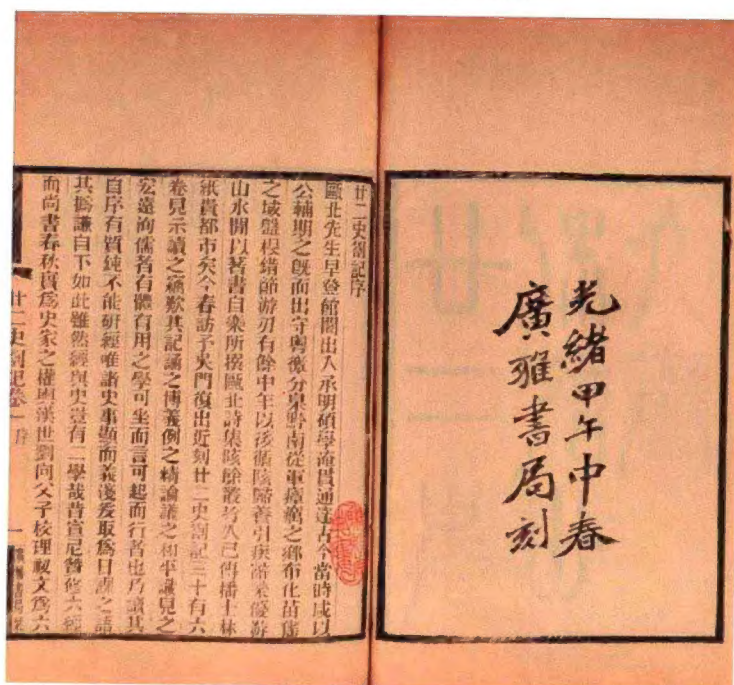 光緒甲午中春
廣雅書局刻
廿二史劄記序
甌北先生早登館閣出入承明碩學淹貫通達古今當時咸以
公輔期之既而出守粵徼分臬黔南從軍瘴癘之鄉布化苗猺
之域盤根錯節游刃有餘中年以後循陔歸養引疾辭榮優游
山水間以著書自樂所撰甌北詩集陔餘叢考久已傳播士林
紙貴都市矣今春訪予吳門復出近刻廿二史劄記三十有六
卷見示讀之竊歎其記誦之博義例之精論議之和平識見之
宏遠洵儒者有體有用之學可坐而言可起而行者也乃讀其
自序有質鈍不能研經唯諸史事顯而義淺爰取爲日課之語
其撝謙自下如此雖然經與史豈有二學哉昔宣尼贊修六經
而尚書春秋實爲史家之權輿漢世劉向父子校理祕文爲六
廿二史劄記卷一 序
一